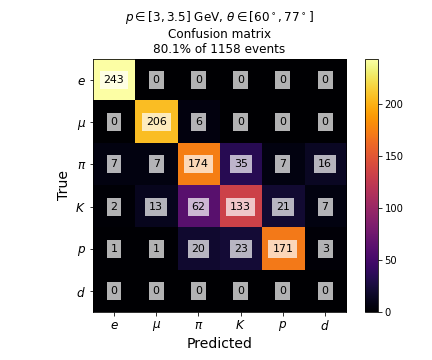 p ∈ [3, 3.5] GeV, θ ∈ [60°, 77°]
Confusion matrix
80.1% of 1158 events
e 243 0 0 0 0 0
μ 0 206 6 0 0 0
π 7 7 174 35 7 16
K 2 13 62 133 21 7
p 1 1 20 23 171 3
d 0 0 0 0 0 0
e μ π K p d
True
Predicted
200
150
100
50
0